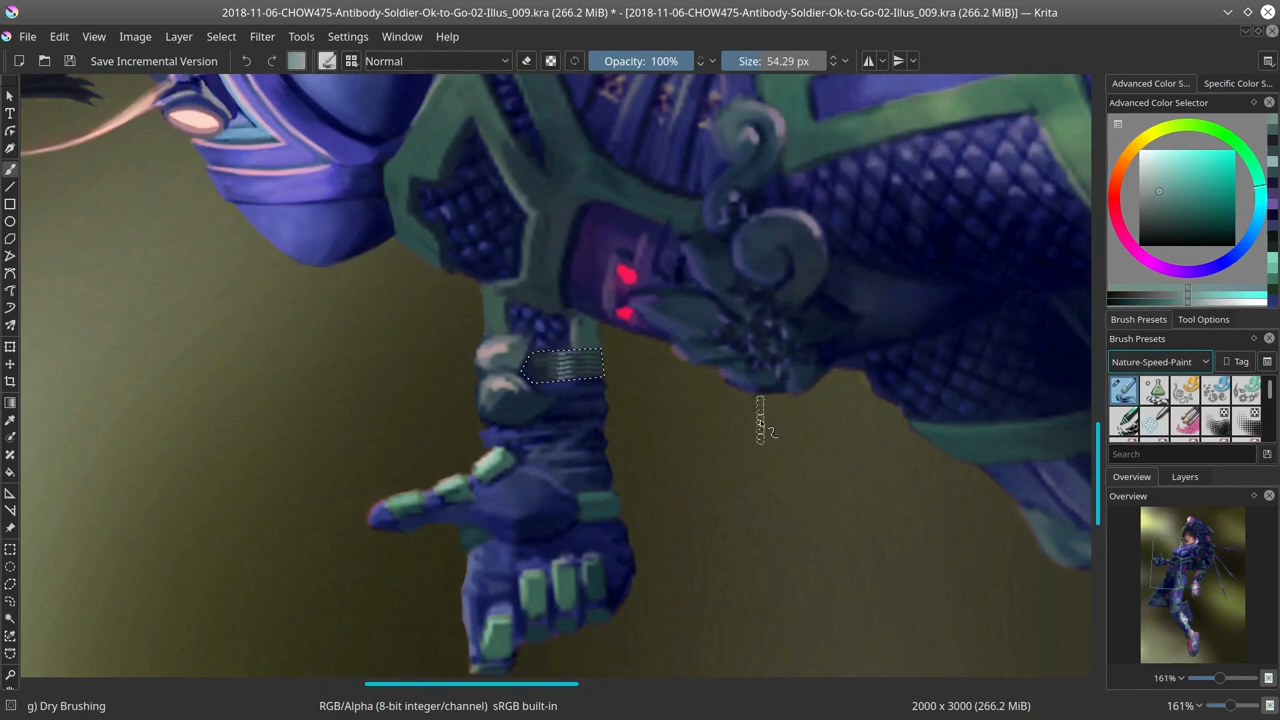 2018-11-06-CHOW475-Antibody-Soldier-Ok-to-Go-02-Illus_009.kra (266.2 MiB) * - [2018-11-06-CHOW475-Antibody-Soldier-Ok-to-Go-02-Illus_009.kra (266.2 MiB)] — Krita
File Edit View Image Layer Select Filter Tools Settings Window Help
Save Incremental Version Normal Opacity: 100% Size: 54.29 px
Advanced Color S... Specific Color S...
Advanced Color Selector
Brush Presets Tool Options
Brush Presets
Nature-Speed-Paint Tag
Search
Overview Layers
Overview
161%
g) Dry Brushing RGB/Alpha (8-bit integer/channel) sRGB built-in 2000 x 3000 (266.2 MiB) 161%